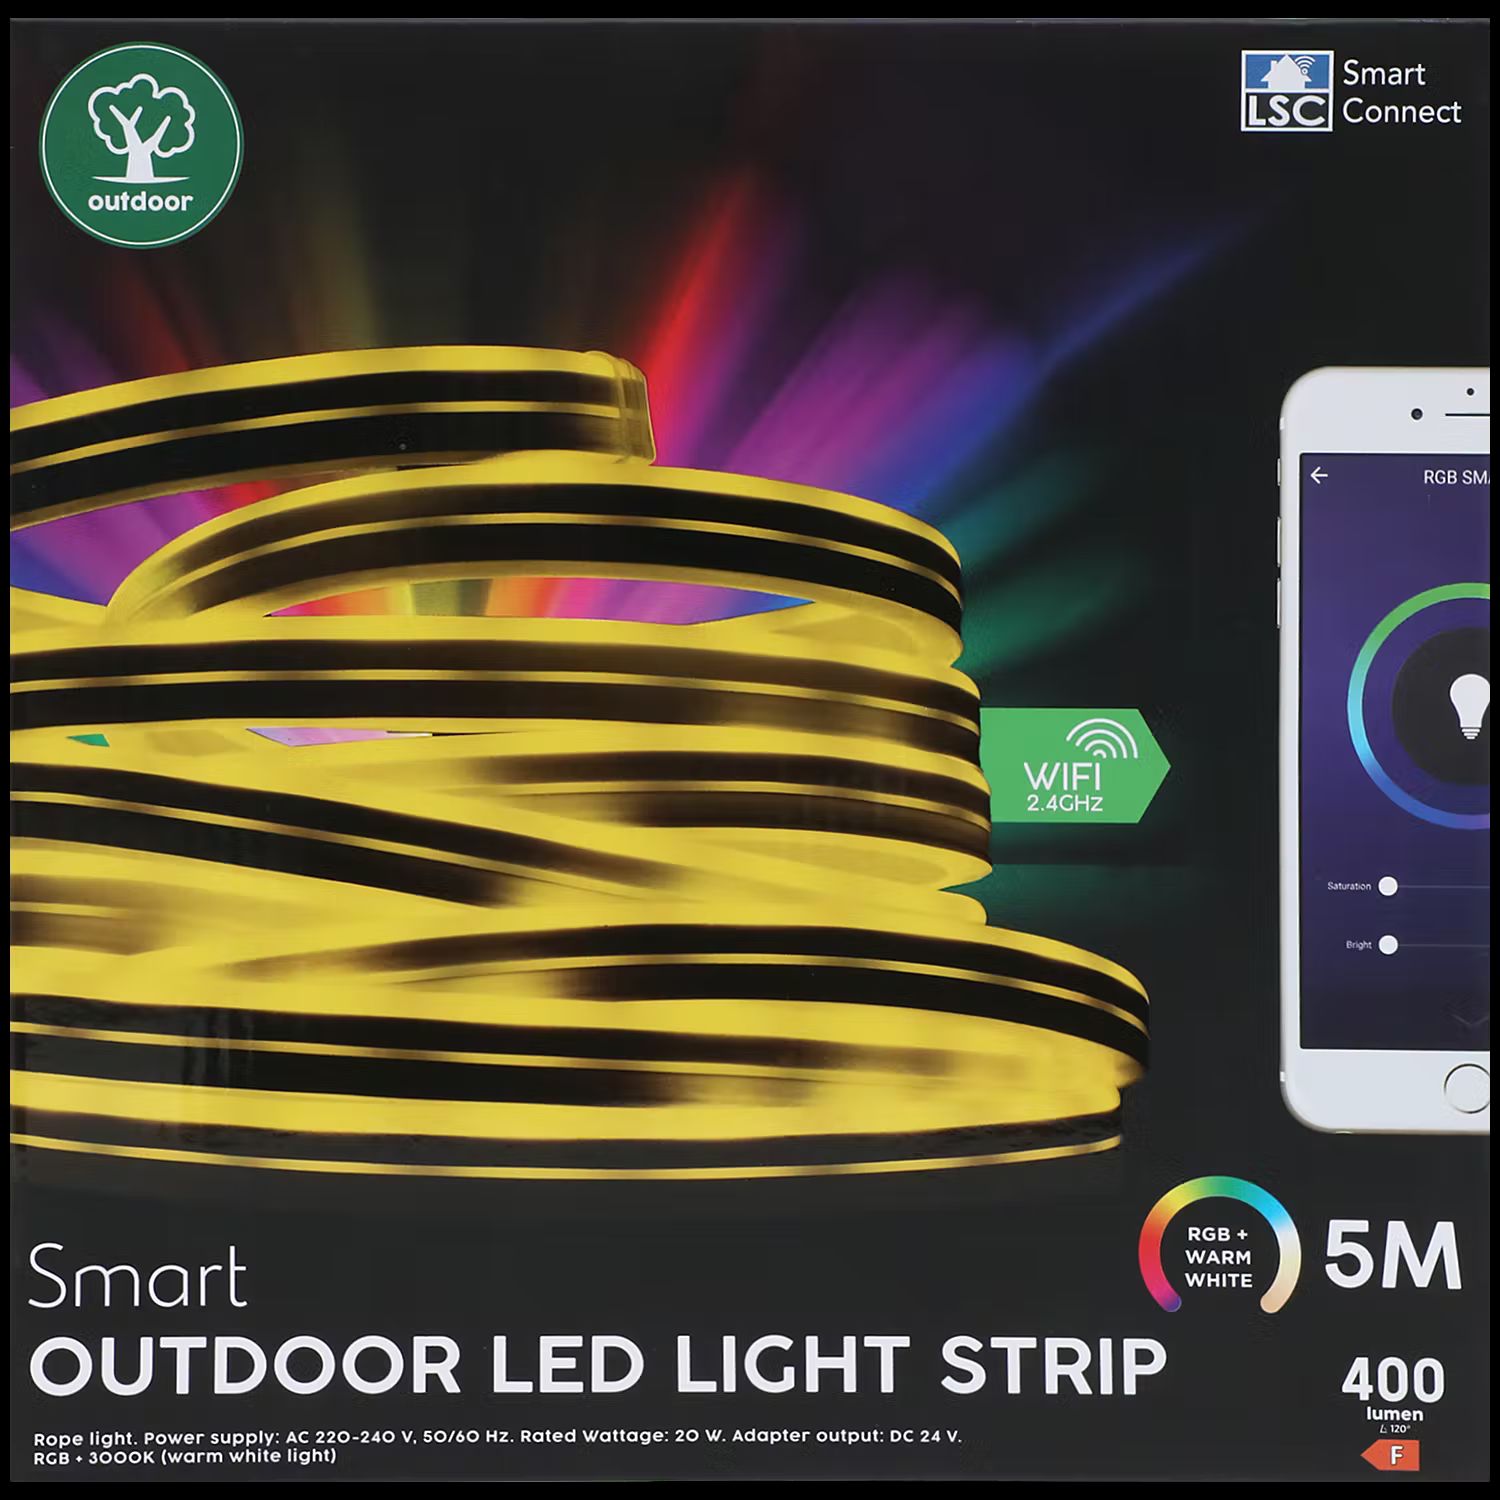 outdoor
LSC
Smart
Connect
RGB SM
WIFI
2.4GHz
Saturation
Bright
RGB +
WARM
WHITE
5M
Smart
OUTDOOR LED LIGHT STRIP
400
lumen
120°
F
Rope light. Power supply: AC 220-240 V, 50/60 Hz. Rated Wattage: 20 W. Adapter output: DC 24 V.
RGB + 3000K (warm white light)